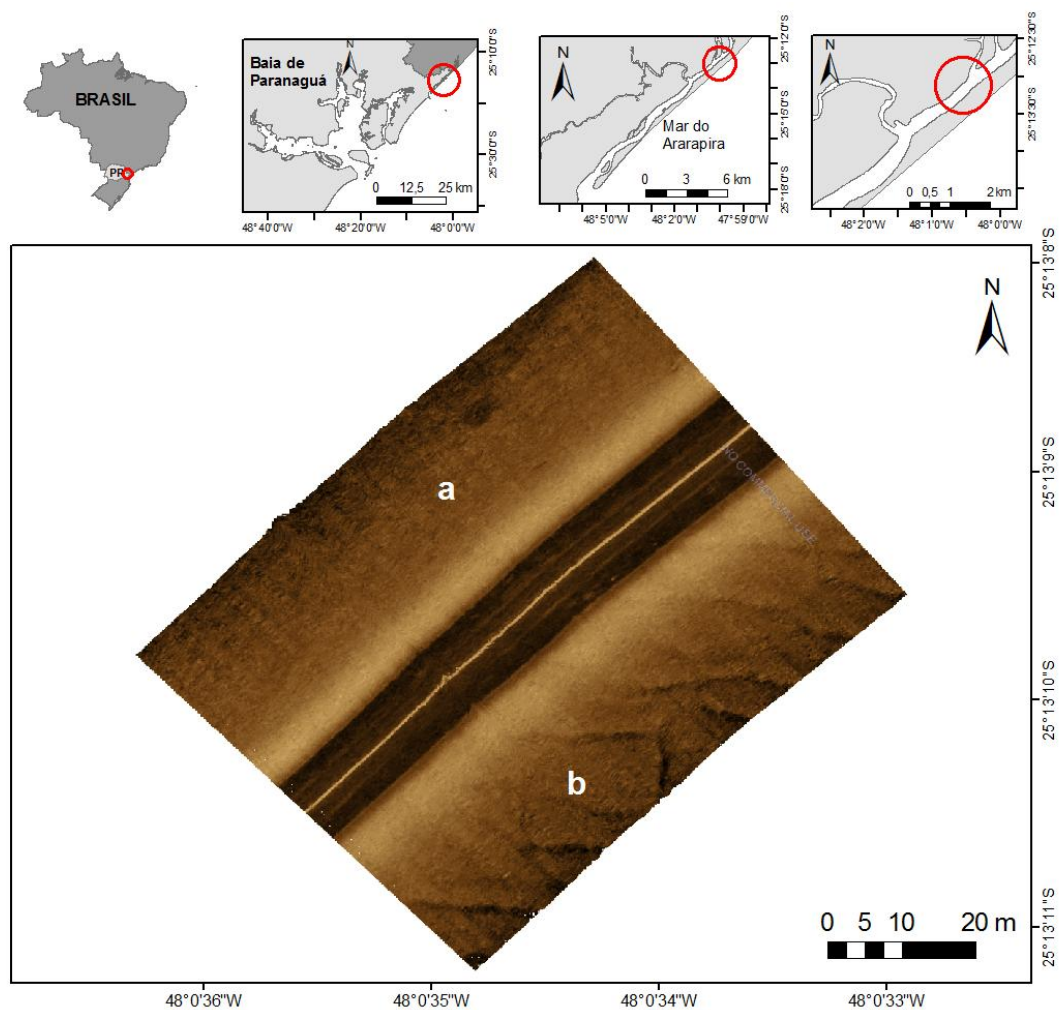 BRASIL
PR
Baia de
Paranaguá
N
0 12,5 25 km
25°10'0"S
25°30'0"S
48°40'0"W 48°20'0"W 48°0'0"W
N
Mar do
Ararapira
0 3 6 km
25°12'0"S
25°15'0"S
25°18'0"S
48°5'0"W 48°2'0"W 47°59'0"W
N
0 0,5 1 2 km
25°12'30"S
25°13'30"S
48°2'0"W 48°1'0"W 48°0'0"W
N
a
b
NO COMMERCIAL USE
0 5 10 20 m
25°13'8"S
25°13'9"S
25°13'10"S
25°13'11"S
48°0'36"W 48°0'35"W 48°0'34"W 48°0'33"W